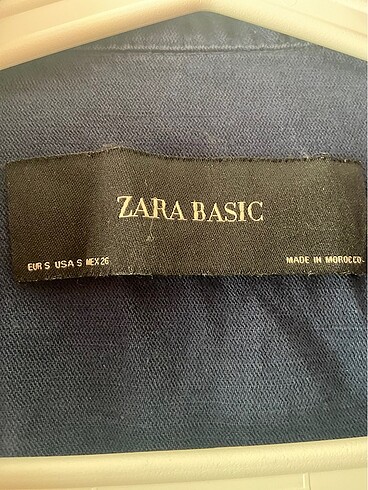 ZARA BASIC
EUR S USA S MEX 26
MADE IN MOROCCO